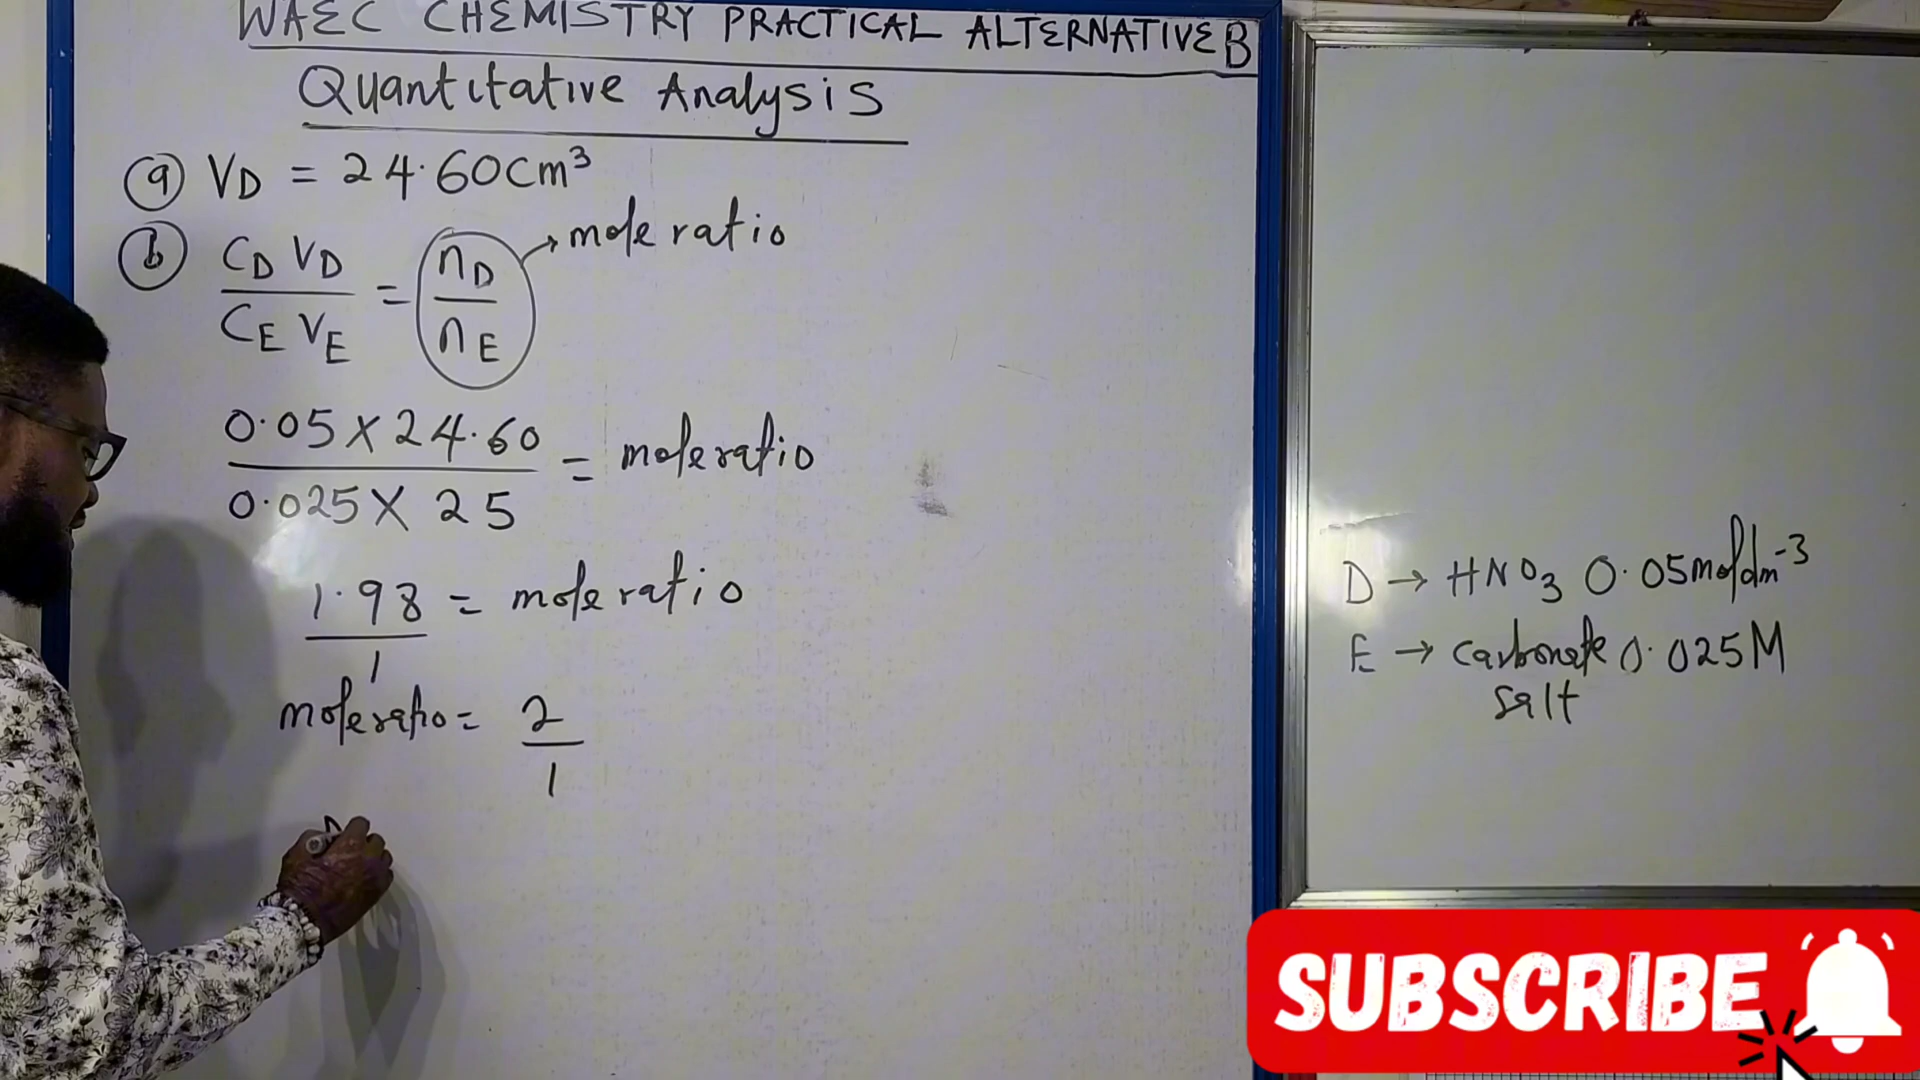 WAEC CHEMISTRY PRACTICAL ALTERNATIVE B
Quantitative Analysis
(a) VD = 24.60cm³
(b) CD VD / CE VE = nD / nE → mole ratio
0.05 X 24.60 / 0.025 X 25 = mole ratio
1.98 / 1 = mole ratio
mole ratio = 2 / 1
D → HNO3 0.05mol/dm-3
E → carbonate 0.025M
salt
SUBSCRIBE